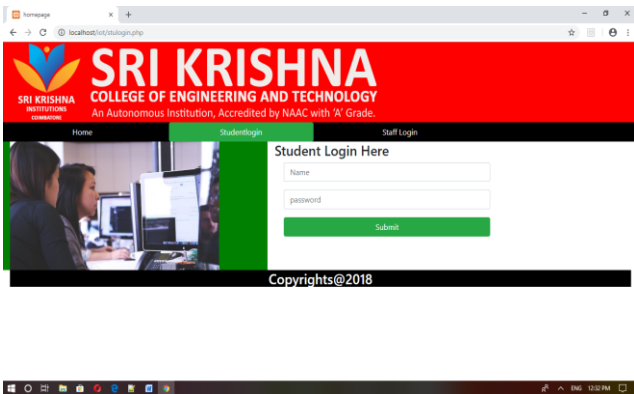 homepage
localhost/iot/stulogin.php
SRI KRISHNA
INSTITUTIONS
COIMBATORE
SRI KRISHNA
COLLEGE OF ENGINEERING AND TECHNOLOGY
An Autonomous Institution, Accredited by NAAC with 'A' Grade.
Home Studentlogin Staff Login
Student Login Here
Name
password
Submit
Copyrights@2018
ENG 12:32 PM